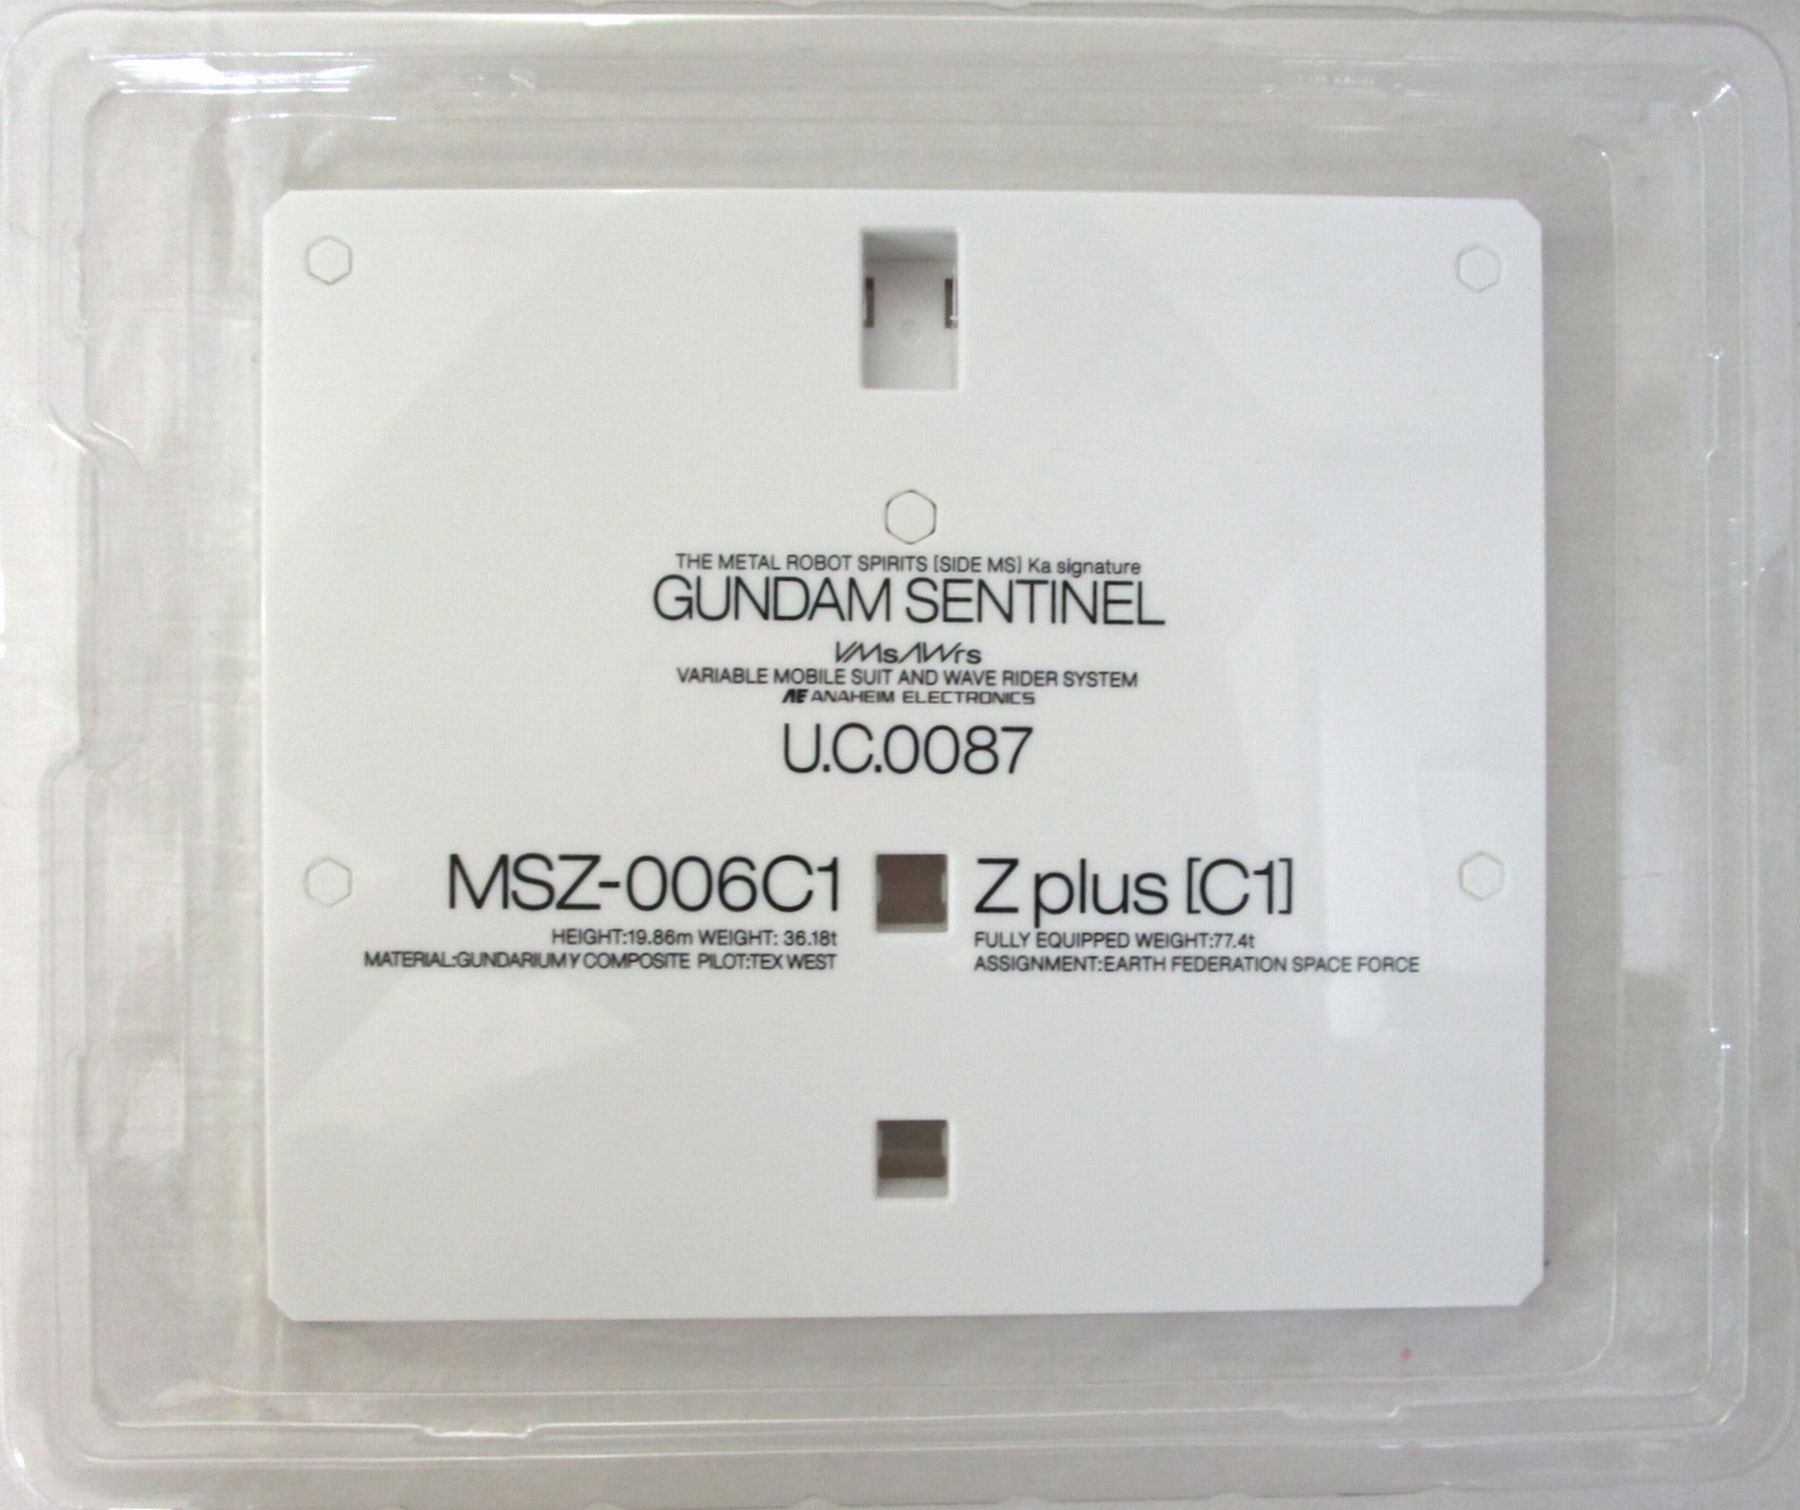 THE METAL ROBOT SPIRITS [SIDE MS] Ka signature
GUNDAM SENTINEL
VMsAWrs
VARIABLE MOBILE SUIT AND WAVE RIDER SYSTEM
AE ANAHEIM ELECTRONICS
U.C.0087
MSZ-006C1
HEIGHT:19.86m WEIGHT: 36.18t
MATERIAL:GUNDARIUM γ COMPOSITE PILOT:TEX WEST
Z plus [C1]
FULLY EQUIPPED WEIGHT:77.4t
ASSIGNMENT:EARTH FEDERATION SPACE FORCE